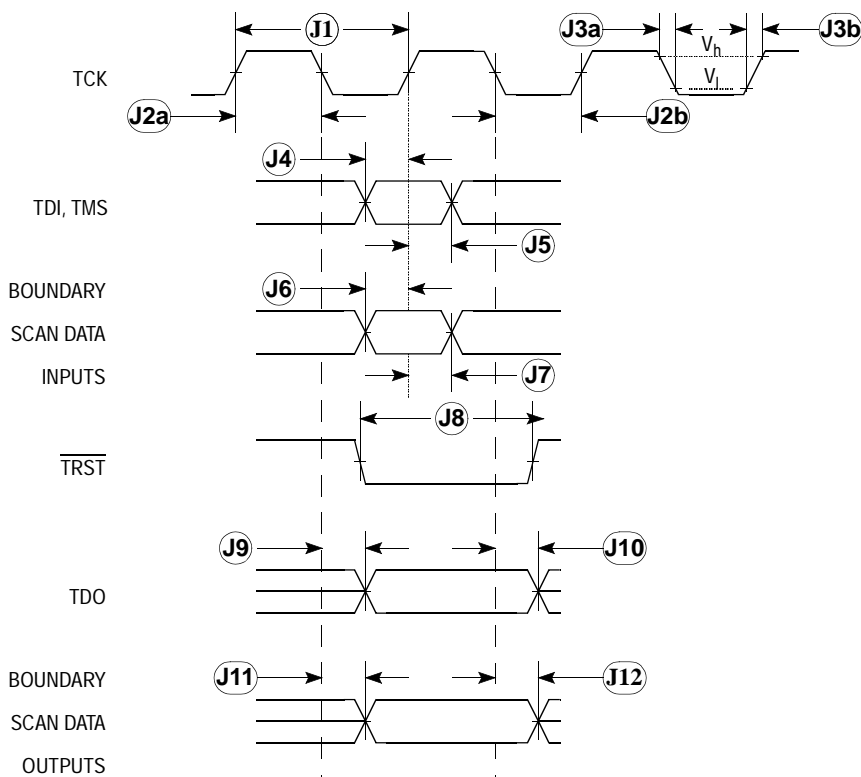 J1
J3a
J3b
Vh
TCK
Vl
J2a
J2b
J4
TDI, TMS
J5
BOUNDARY
J6
SCAN DATA
INPUTS
J7
J8
TRST
J9
J10
TDO
BOUNDARY
J11
J12
SCAN DATA
OUTPUTS